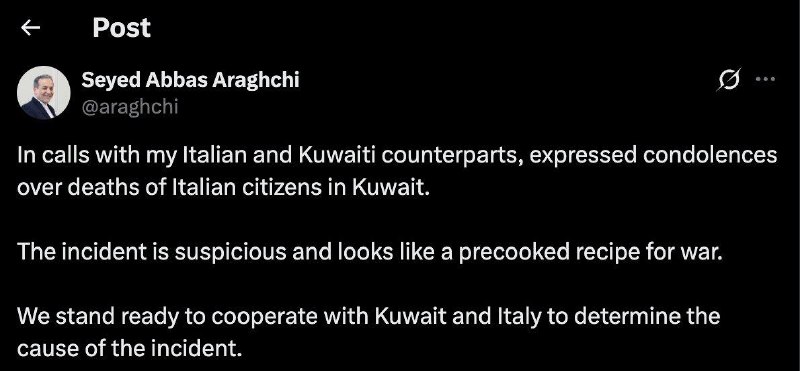 Post
Seyed Abbas Araghchi
@araghchi
In calls with my Italian and Kuwaiti counterparts, expressed condolences
over deaths of Italian citizens in Kuwait.
The incident is suspicious and looks like a precooked recipe for war.
We stand ready to cooperate with Kuwait and Italy to determine the
cause of the incident.